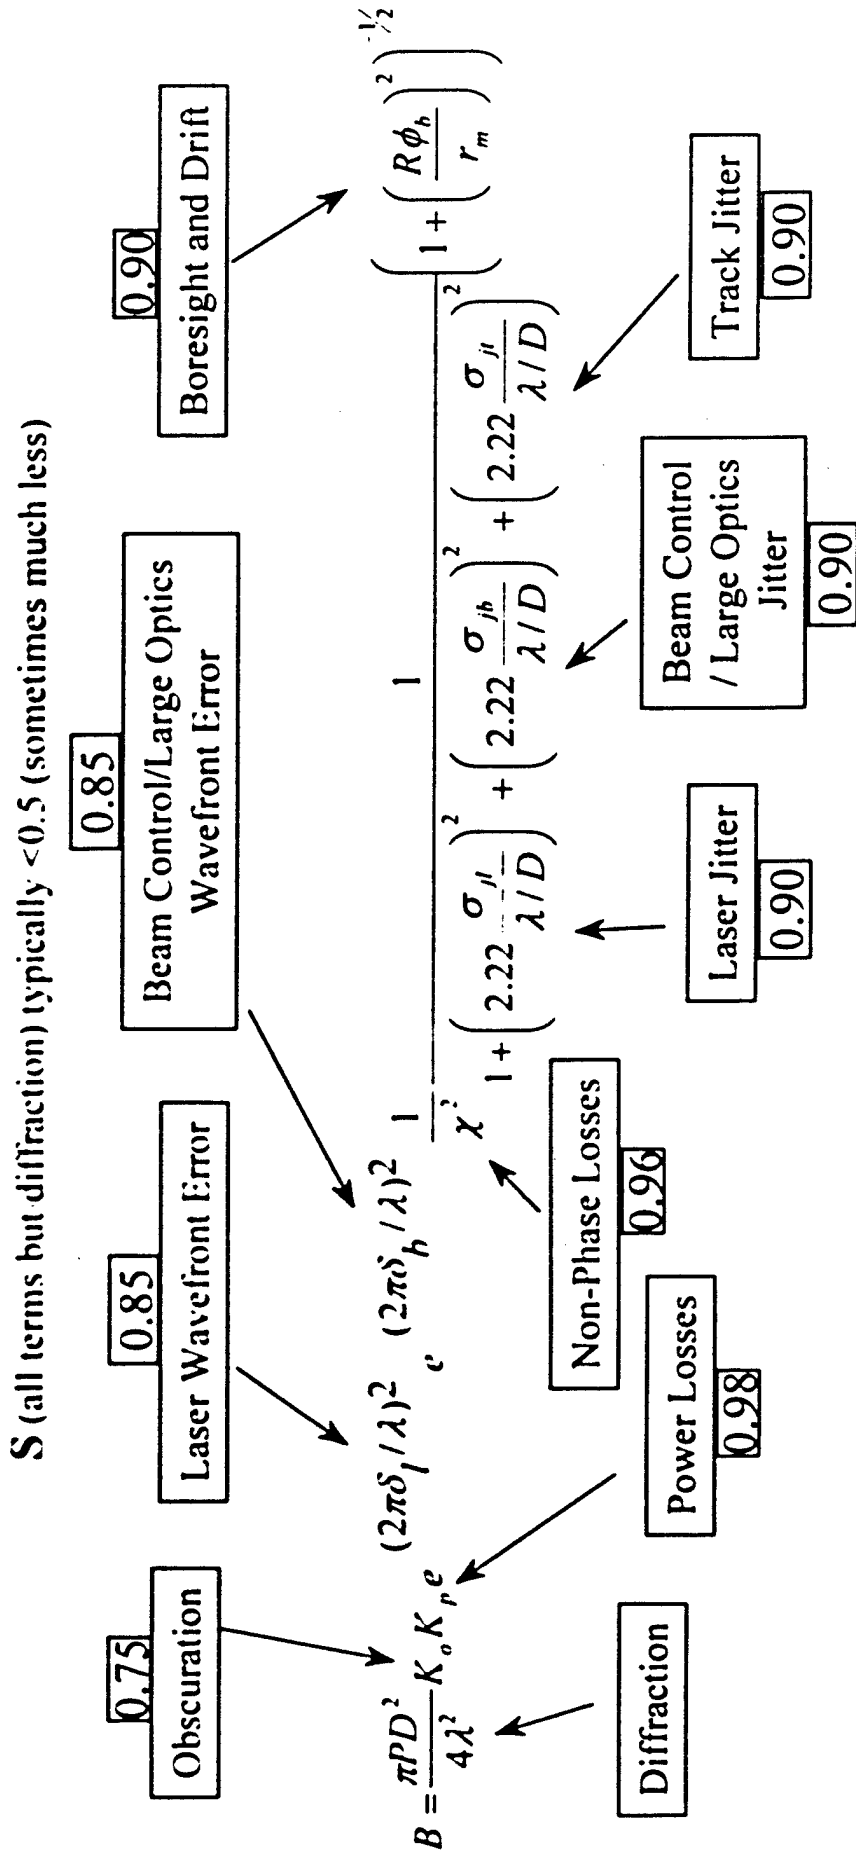 S (all terms but diffraction) typically <0.5 (sometimes much less)
0.75
Obscuration
0.85
Laser Wavefront Error
0.85
Beam Control/Large Optics
Wavefront Error
0.90
Boresight and Drift
B = πPD² / 4λ² K_o K_p e (2πδ_l / λ)² e (2πδ_b / λ)² 1 / χ² 1 / 1 + (2.22 σ_jl / λ / D)² + (2.22 σ_jb / λ / D)² + (2.22 σ_jt / λ / D)² (1 + (Rφ_b / r_m)²)^-1/2
Diffraction
Power Losses
0.98
Non-Phase Losses
0.96
Laser Jitter
0.90
Beam Control
/ Large Optics
Jitter
0.90
Track Jitter
0.90